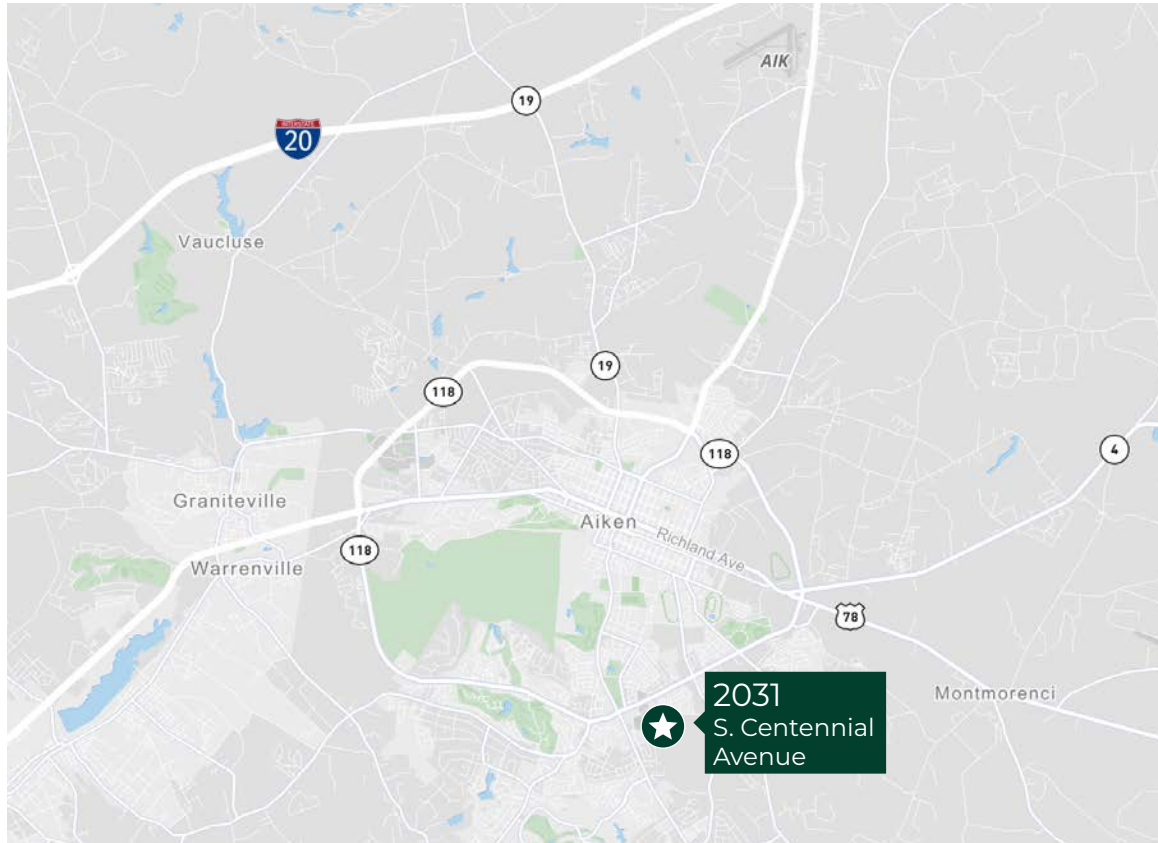 AIK
19
INTERSTATE
20
Vaucluse
19
118
118
4
Graniteville
Aiken
Richland Ave
118
Warrenville
78
2031
S. Centennial
Avenue
Montmorenci